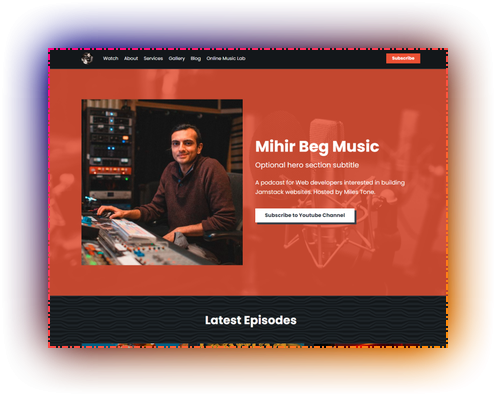 Watch About Services Gallery Blog Online Music Lab Subscribe
Mihir Beg Music
Optional hero section subtitle
A podcast for Web developers interested in building
Jamstack websites. Hosted by Miles Tone.
Subscribe to Youtube Channel
Latest Episodes